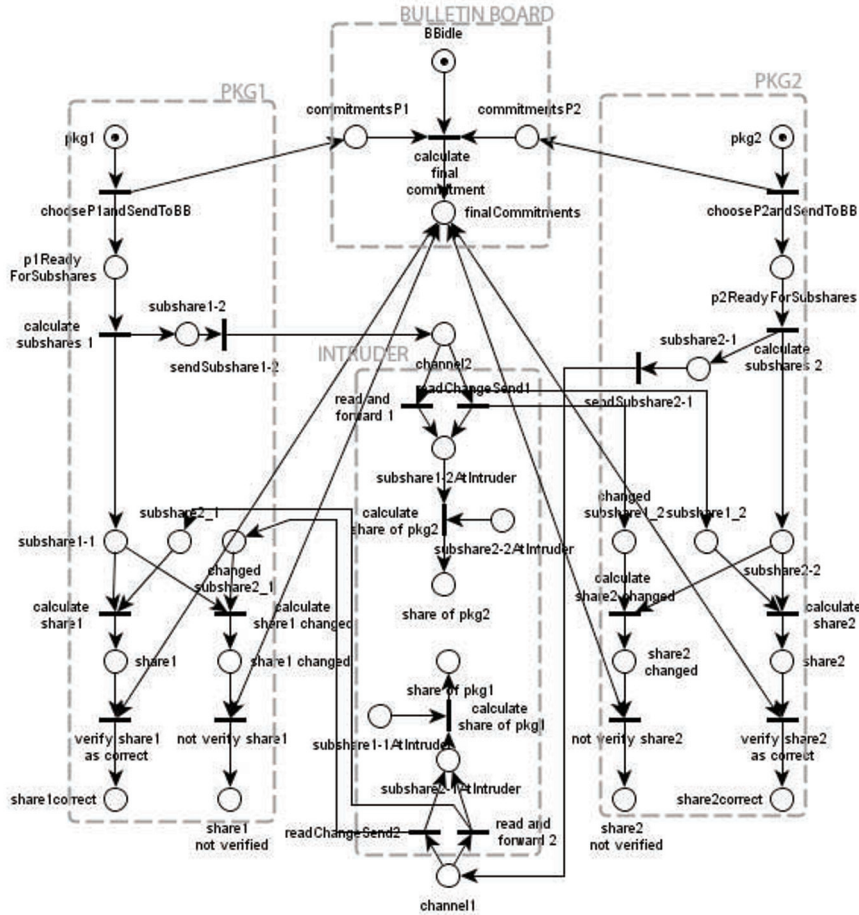 BULLETIN BOARD
BBidle
PKG1
PKG2
commitmentsP1
commitmentsP2
pkg1
pkg2
calculate
final
commitment
chooseP1andSendToBB
finalCommitments
chooseP2andSendToBB
p1Ready
ForSubshares
p2ReadyForSubshares
subshare1-2
calculate
subshares 1
sendSubshare1-2
INTRUDER
channel2
subshare2-1
calculate
subshares 2
readChangeSend1
read and
forward 1
sendSubshare2-1
subshare1-2AtIntruder
calculate
share of pkg2
subshare2-2AtIntruder
share of pkg2
subshare1-1
subshare2_1
changed
subshare2_1
changed
subshare1_2
subshare1_2
subshare2-2
calculate
share1
calculate
share1 changed
calculate
share2 changed
calculate
share2
share1
share1 changed
share of pkg1
share2
changed
share2
calculate
share of pkg1
subshare1-1AtIntruder
verify share1
as correct
not verify share1
not verify share2
verify share2
as correct
subshare2-1AtIntruder
share1correct
share1
not verified
readChangeSend2
read and
forward 2
share2
not verified
share2correct
channel1